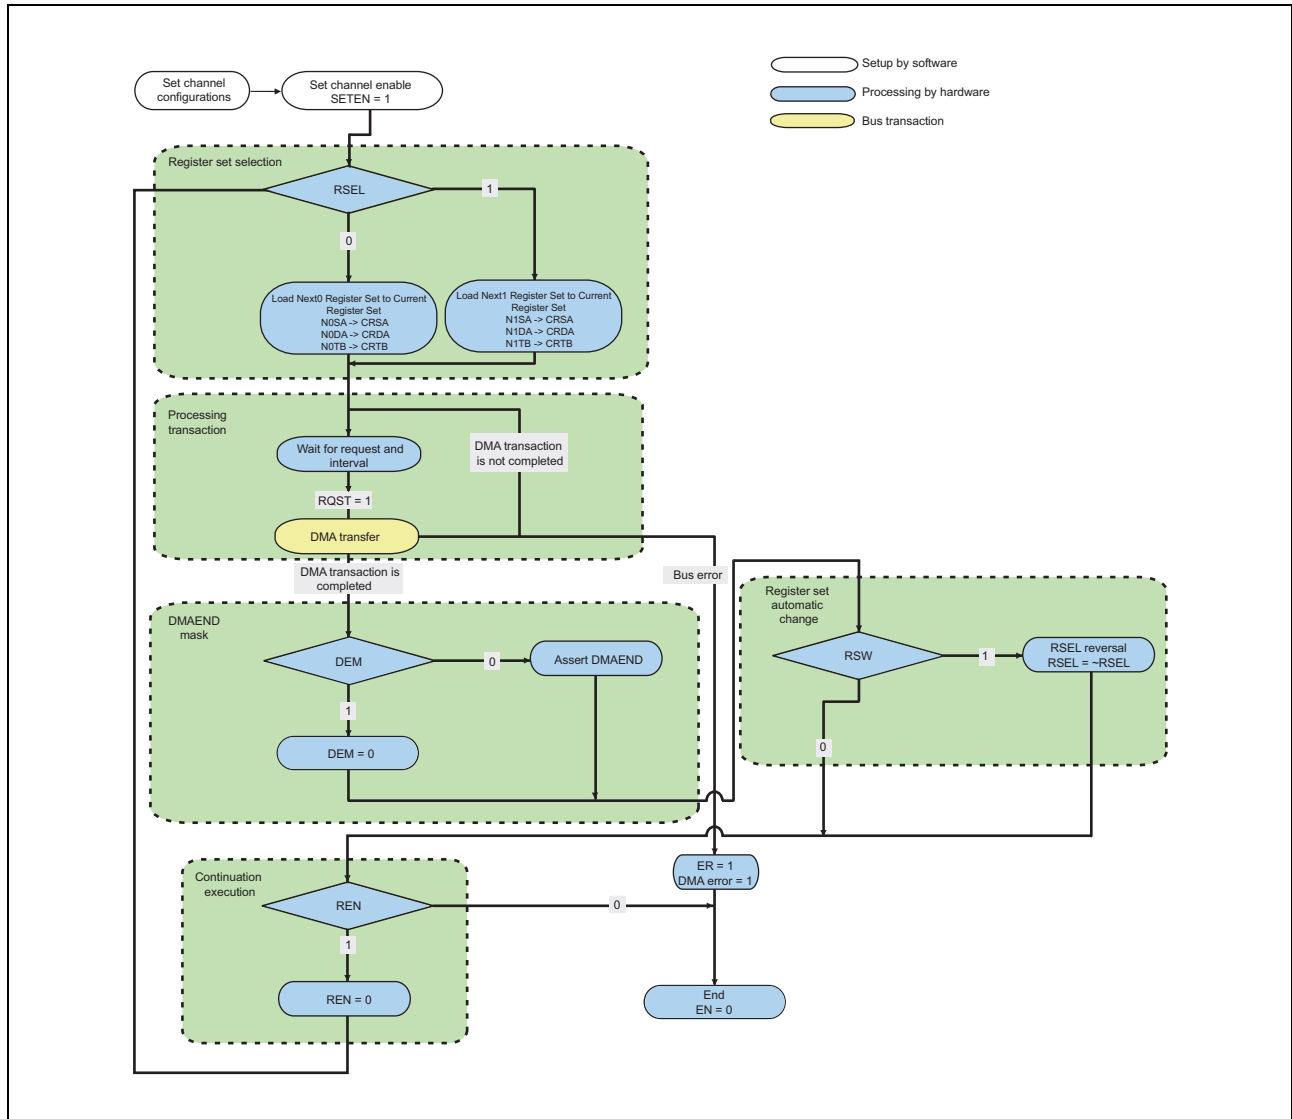 Set channel
configurations
Set channel enable
SETEN = 1
Setup by software
Processing by hardware
Bus transaction
Register set selection
RSEL
1
0
Load Next0 Register Set to Current
Register Set
N0SA -> CRSA
N0DA -> CRDA
N0TB -> CRTB
Load Next1 Register Set to Current
Register Set
N1SA -> CRSA
N1DA -> CRDA
N1TB -> CRTB
Processing
transaction
Wait for request and
interval
DMA transaction
is not completed
RQST = 1
DMA transfer
DMA transaction is
completed
Bus error
DMAEND
mask
DEM
0
Assert DMAEND
1
DEM = 0
Register set
automatic
change
RSW
1
RSEL reversal
RSEL = ~RSEL
0
Continuation
execution
REN
0
1
REN = 0
ER = 1
DMA error = 1
End
EN = 0